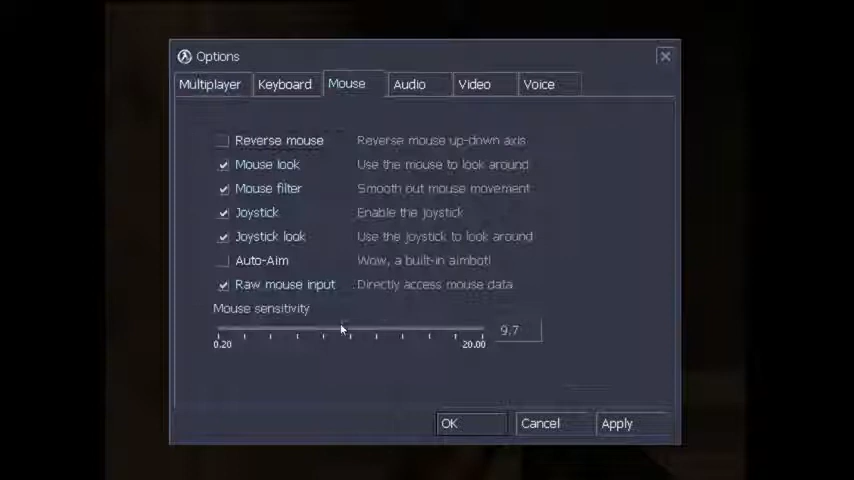 Options
Multiplayer Keyboard Mouse Audio Video Voice
Reverse mouse Reverse mouse up-down axis
Mouse look Use the mouse to look around
Mouse filter Smooth out mouse movement
Joystick Enable the joystick
Joystick look Use the joystick to look around
Auto-Aim Wow, a built-in aimbot!
Raw mouse input Directly access mouse data
Mouse sensitivity
9.7
0.20 20.00
OK Cancel Apply